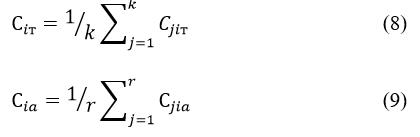 C_{iт} = 1/k ∑_{j=1}^{k} C_{jiт} (8)
C_{ia} = 1/r ∑_{j=1}^{r} C_{jia} (9)